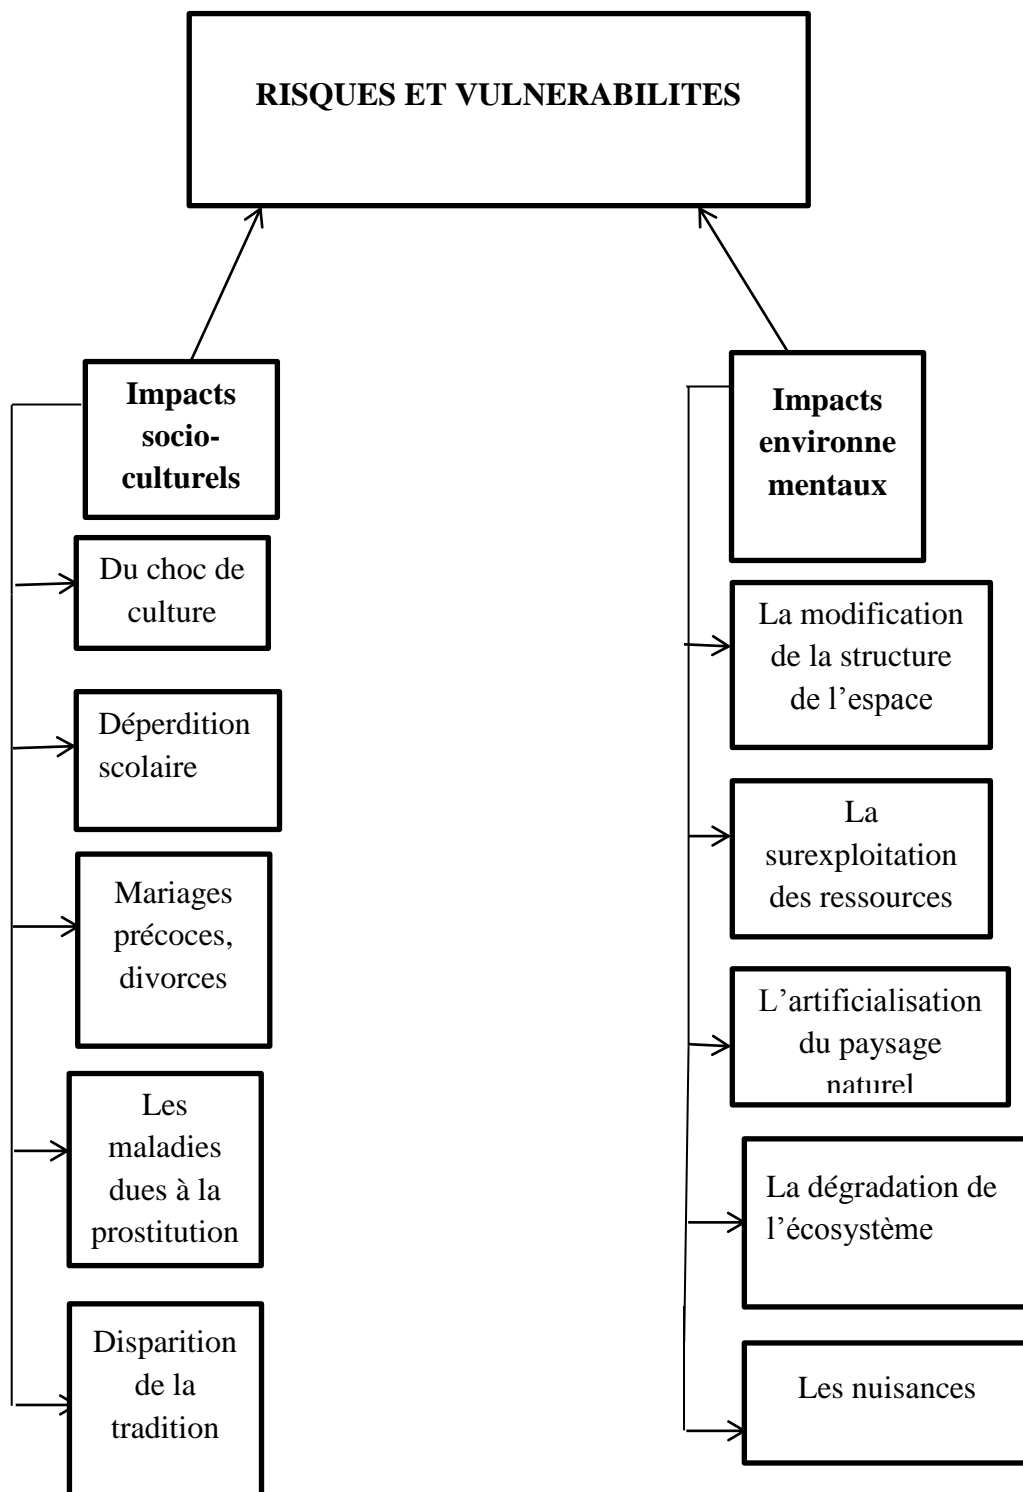 RISQUES ET VULNERABILITES
Impacts
socio-
culturels
Du choc de
culture
Déperdition
scolaire
Mariages
précoces,
divorces
Les
maladies
dues à la
prostitution
Disparition
de la
tradition
Impacts
environne
mentaux
La modification
de la structure
de l’espace
La
surexploitation
des ressources
L’artificialisation
du paysage
naturel
La dégradation de
l’écosystème
Les nuisances